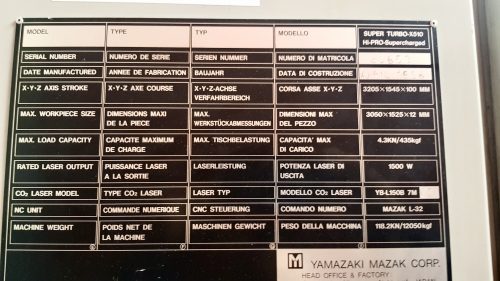 MODEL TYPE TYP MODELLO SUPER TURBO-X510
Hi-PRO-Supercharged
SERIAL NUMBER NUMERO DE SERIE SERIEN NUMMER NUMERO DI MATRICOLA
DATE MANUFACTURED ANNEE DE FABRICATION BAUJAHR DATA DI COSTRUZIONE
X-Y-Z AXIS STROKE X-Y-Z AXE COURSE X-Y-Z-ACHSE CORSA ASSE X-Y-Z 3205×1545×100 MM
VERFAHRBEREICH
MAX. WORKPIECE SIZE DIMENSIONS MAXI MAX. DIMENSIONI MAX 3050×1525×12 MM
DE LA PIECE WERKSTÜCKABMESSUNGEN DEL PEZZO
MAX. LOAD CAPACITY CAPACITE MAXIMUM MAX. TISCHBELASTUNG CAPACITA' MAX 4.3KN/435kgf
DE CHARGE DI CARICO
RATED LASER OUTPUT PUISSANCE LASER LASERLEISTUNG POTENZA LASER DI 1500 W
A LA SORTIE USCITA
CO₂ LASER MODEL TYPE CO₂ LASER LASER TYP MODELLO CO₂ LASER YB-L150B 7M
NC UNIT COMMANDE NUMERIQUE CNC STEUERUNG COMANDO NUMERO MAZAK L-32
MACHINE WEIGHT POIDS NET DE MASCHINEN GEWICHT PESO DELLA MACCHINA 118.2KN/12050kgf
LA MACHINE
M YAMAZAKI MAZAK CORP.
HEAD OFFICE & FACTORY
JAPAN